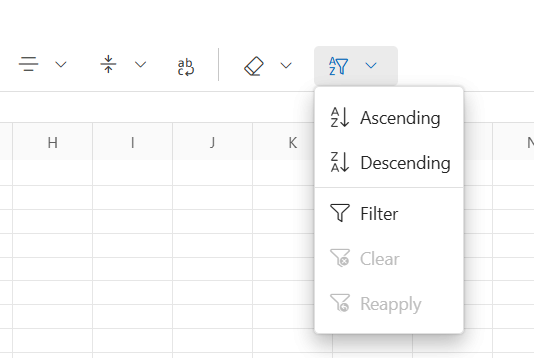 ab
c
A
Z
H I J K N
A
Z Ascending
Z
A Descending
Filter
Clear
Reapply